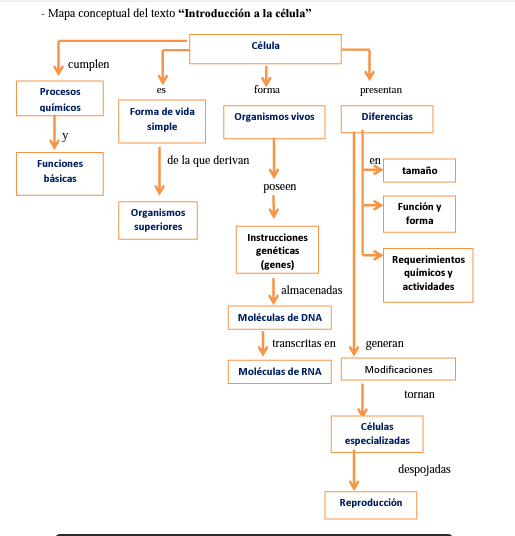 - Mapa conceptual del texto “Introducción a la célula”
Célula
cumplen
es
forma
presentan
Procesos
químicos
Forma de vida
simple
Organismos vivos
Diferencias
y
de la que derivan
en
tamaño
Funciones
básicas
poseen
Organismos
superiores
Función y
forma
Instrucciones
genéticas
(genes)
Requerimientos
químicos y
actividades
almacenadas
Moléculas de DNA
transcritas en
generan
Moléculas de RNA
Modificaciones
tornan
Células
especializadas
despojadas
Reproducción